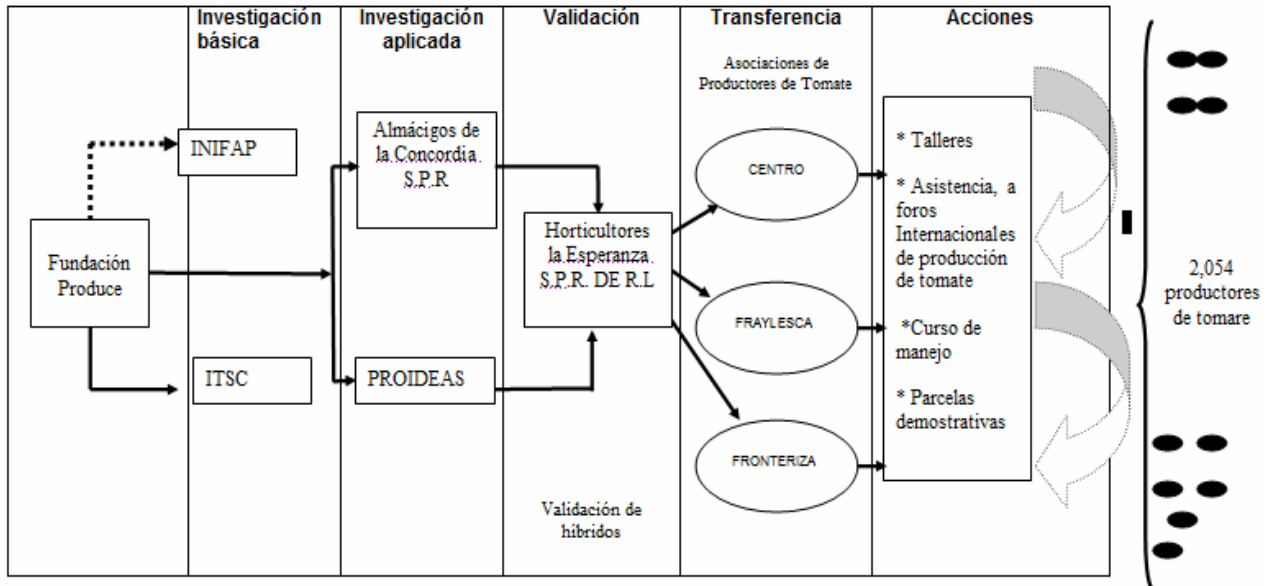 Investigación
básica
Investigación
aplicada
Validación
Transferencia
Acciones
Asociaciones de
Productores de Tomate
INIFAP
Almácigos de
la Concordia
S.P.R
CENTRO
* Talleres
* Asistencia, a
foros
Internacionales
de producción
de tomate
*Curso de
manejo
* Parcelas
demostrativas
Fundación
Produce
Horticultores
la Esperanza
S.P.R. DE R.L
FRAYLESCA
2,054
productores
de tomare
ITSC
PROIDEAS
FRONTERIZA
Validación de
híbridos